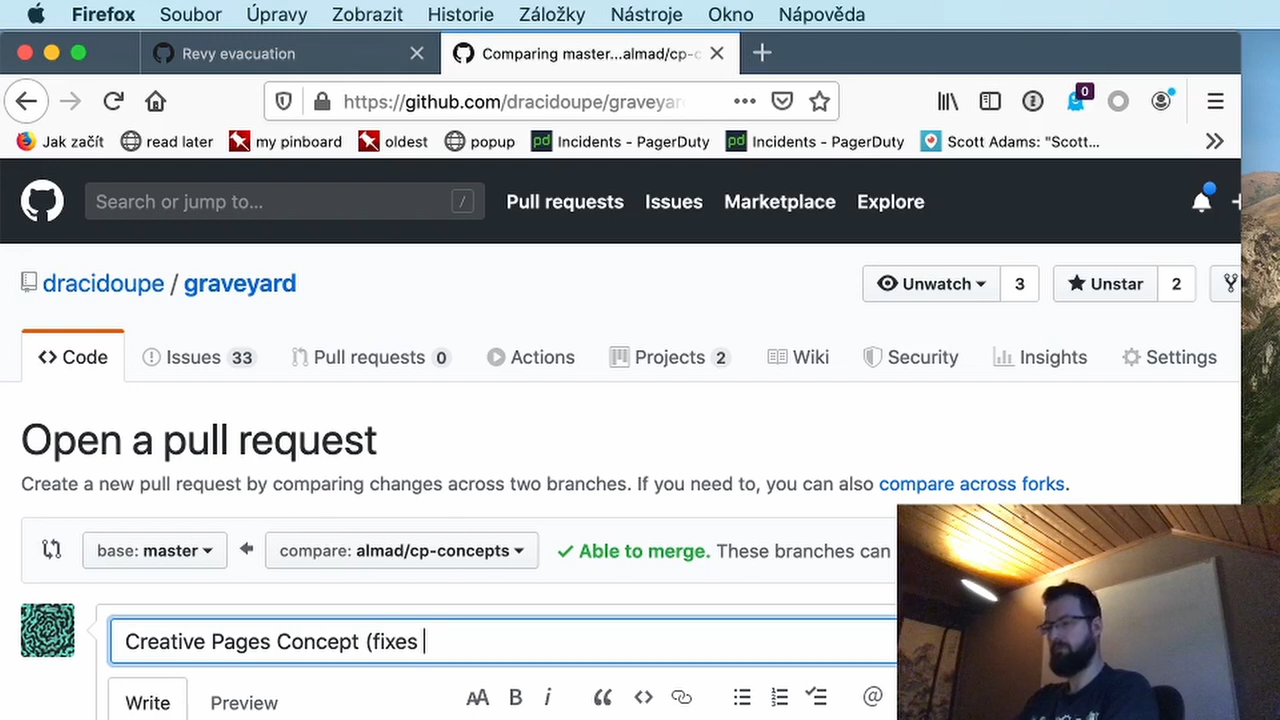 Firefox Soubor Úpravy Zobrazit Historie Záložky Nástroje Okno Nápověda
Revy evacuation Comparing master...almad/cp-c
https://github.com/dracidoupe/graveyar 0
Jak začít read later my pinboard oldest popup pd Incidents - PagerDuty pd Incidents - PagerDuty Scott Adams: "Scott...
Search or jump to... / Pull requests Issues Marketplace Explore
dracidoupe / graveyard Unwatch 3 Unstar 2
Code Issues 33 Pull requests 0 Actions Projects 2 Wiki Security Insights Settings
Open a pull request
Create a new pull request by comparing changes across two branches. If you need to, you can also compare across forks.
base: master compare: almad/cp-concepts Able to merge. These branches can
Creative Pages Concept (fixes
Write Preview AA B i @